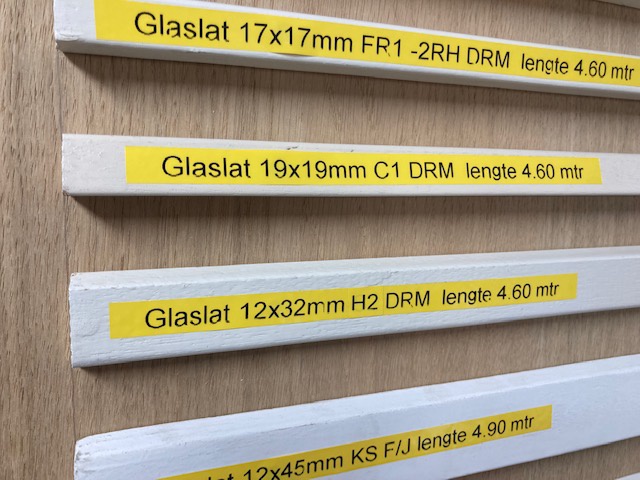 Glaslat 17x17mm FR1 -2RH DRM lengte 4.60 mtr
Glaslat 19x19mm C1 DRM lengte 4.60 mtr
Glaslat 12x32mm H2 DRM lengte 4.60 mtr
12x45mm KS F/J lengte 4.90 mtr